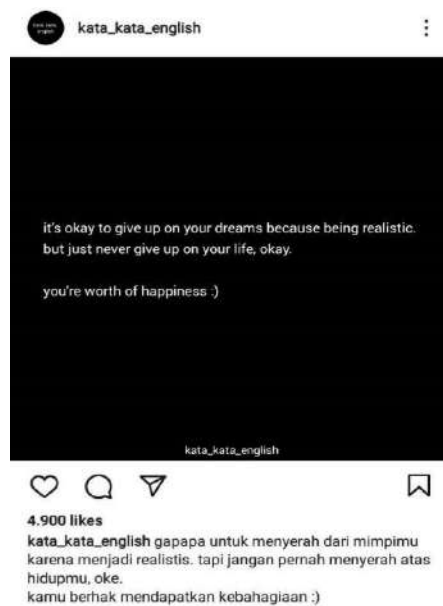 kata_kata_english
it's okay to give up on your dreams because being realistic.
but just never give up on your life, okay.
you're worth of happiness :)
kata_kata_english
4.900 likes
kata_kata_english gapapa untuk menyerah dari mimpimu
karena menjadi realistis. tapi jangan pernah menyerah atas
hidupmu, oke.
kamu berhak mendapatkan kebahagiaan :)